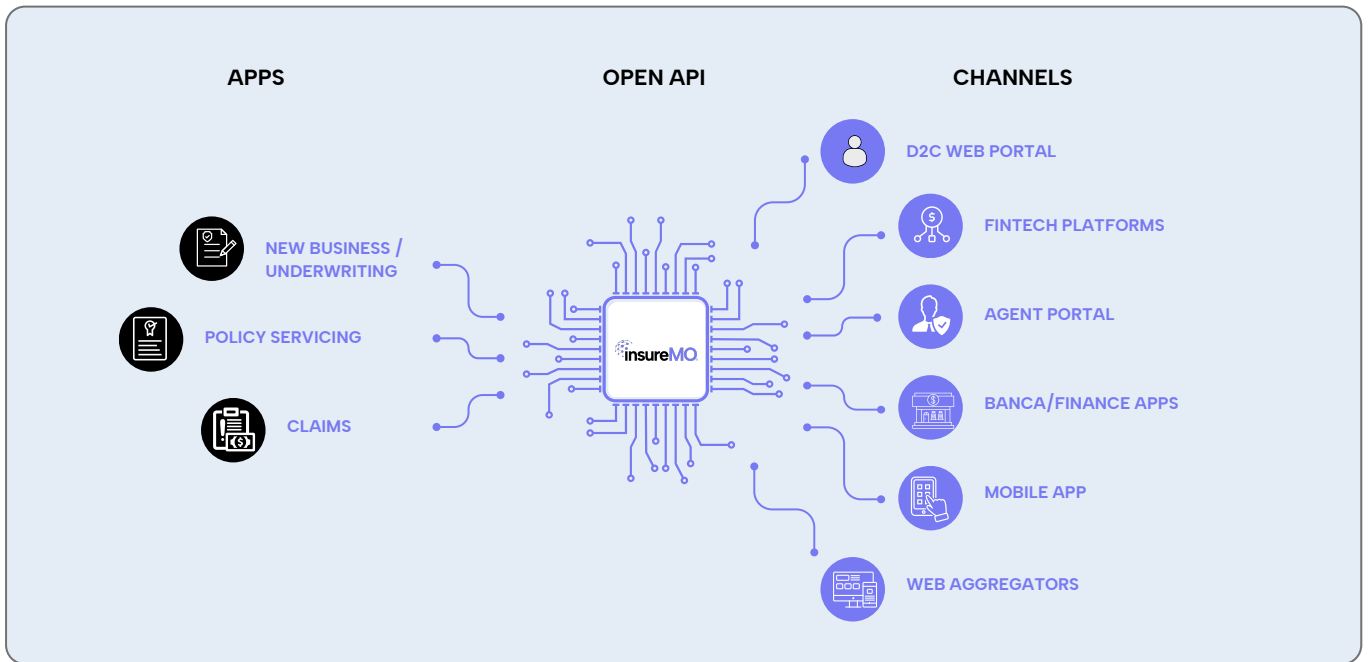 APPS
OPEN API
CHANNELS
NEW BUSINESS /
UNDERWRITING
POLICY SERVICING
CLAIMS
insureMO
D2C WEB PORTAL
FINTECH PLATFORMS
AGENT PORTAL
BANCA/FINANCE APPS
MOBILE APP
WEB AGGREGATORS